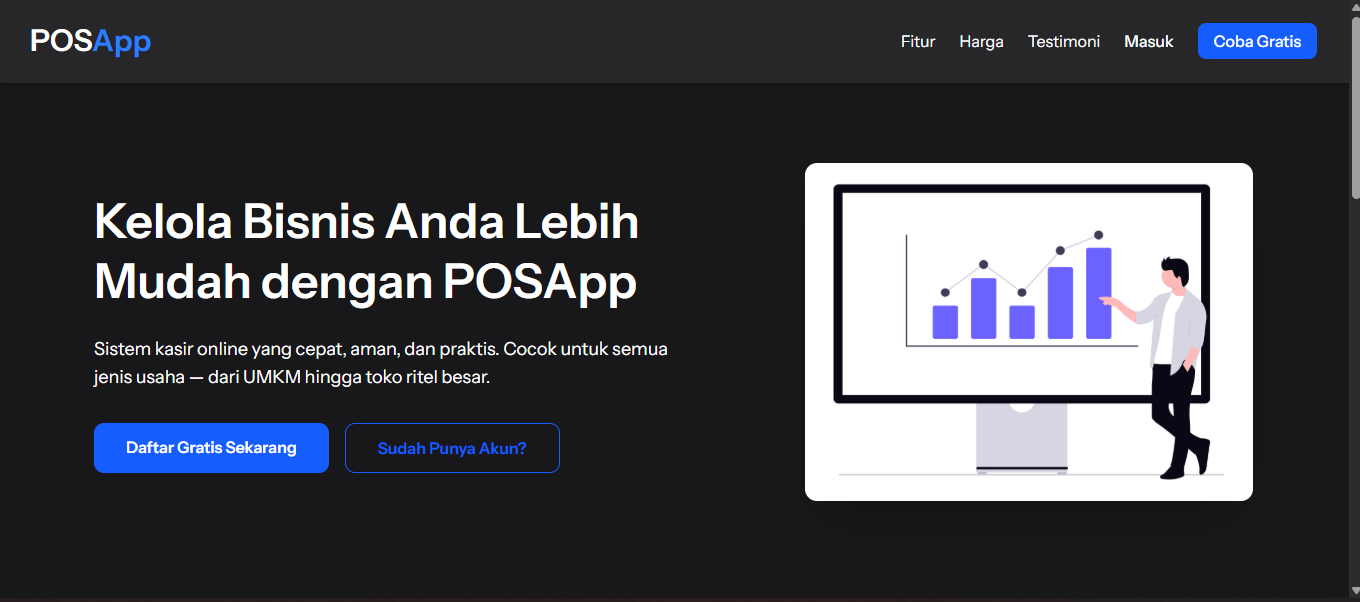 POSApp
Fitur
Harga
Testimoni
Masuk
Coba Gratis
Kelola Bisnis Anda Lebih
Mudah dengan POSApp
Sistem kasir online yang cepat, aman, dan praktis. Cocok untuk semua
jenis usaha — dari UMKM hingga toko ritel besar.
Daftar Gratis Sekarang
Sudah Punya Akun?